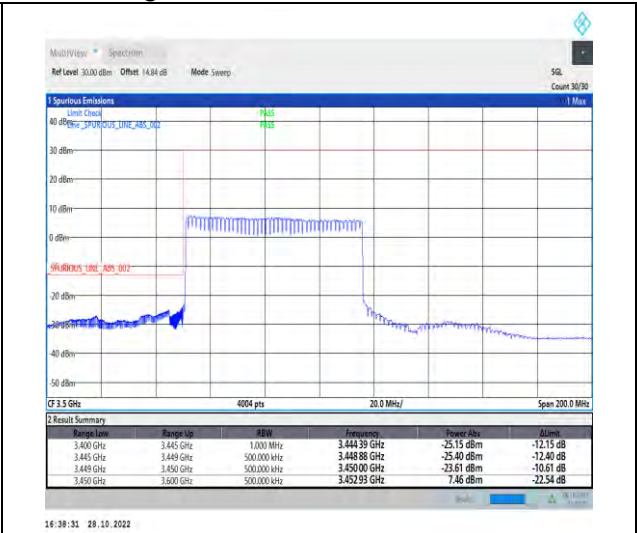 MultiView Spectrum
Ref Level 30.00 dBm Offset 14.84 dB Mode Sweep SGL
Count 30/30
1 Spurious Emissions 1 Max
Limit Check PASS
40 dBm Line _SPURIOUS_LINE_ABS_002 PASS
30 dBm
20 dBm
10 dBm
0 dBm
SPURIOUS_LINE_ABS_002
-20 dBm
-30 dBm
-40 dBm
-50 dBm
CF 3.5 GHz 4004 pts 20.0 MHz/ Span 200.0 MHz
2 Result Summary
Range Low Range Up RBW Frequency Power Abs ΔLimit
3.400 GHz 3.445 GHz 1.000 MHz 3.444 39 GHz -25.15 dBm -12.15 dB
3.445 GHz 3.449 GHz 500.000 kHz 3.448 88 GHz -25.40 dBm -12.40 dB
3.449 GHz 3.450 GHz 500.000 kHz 3.450 00 GHz -23.61 dBm -10.61 dB
3.450 GHz 3.600 GHz 500.000 kHz 3.452 93 GHz 7.46 dBm -22.54 dB
16:38:31 28.10.2022